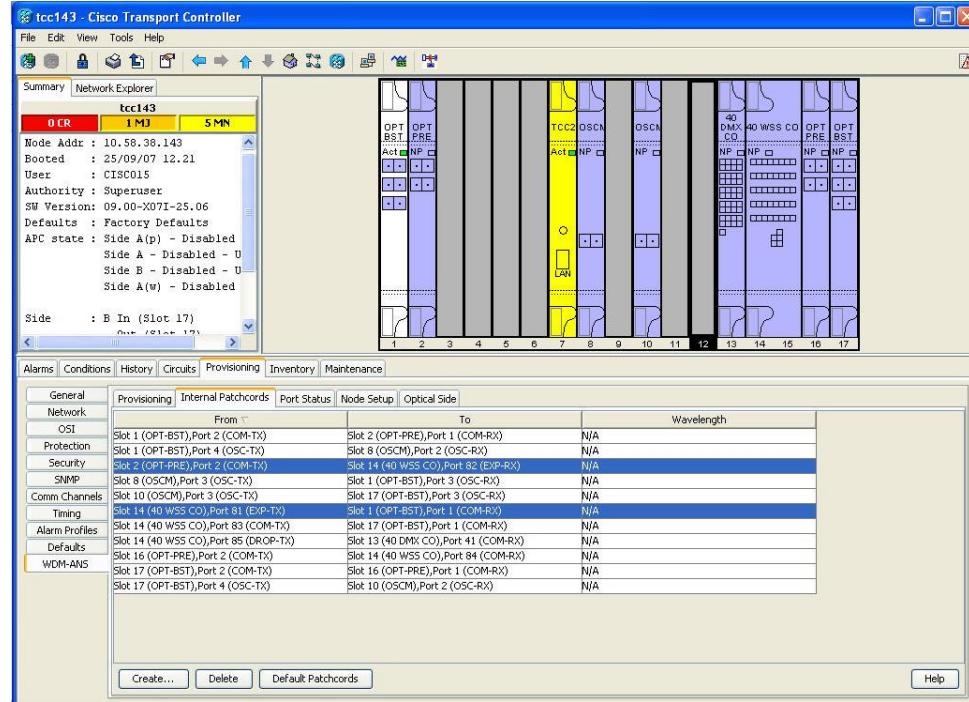 tcc143 - Cisco Transport Controller
File Edit View Tools Help
Summary Network Explorer
tcc143
0 CR 1 MJ 5 MN
Node Addr : 10.58.38.143
Booted : 25/09/07 12.21
User : CISCO15
Authority : Superuser
SW Version: 09.00-X07I-25.06
Defaults : Factory Defaults
APC state : Side A(p) - Disabled
Side A - Disabled - U
Side B - Disabled - U
Side A(w) - Disabled
Side : B In (Slot 17)
Out (Slot 17)
OPT BST
OPT PRE
TCC2
OSCM
OSCM
40 DMX CO
40 WSS CO
OPT PRE
OPT BST
Act NP Act NP NP NP NP NP NP
LAN
1 2 3 4 5 6 7 8 9 10 11 12 13 14 15 16 17
Alarms Conditions History Circuits Provisioning Inventory Maintenance
General
Network
OSI
Protection
Security
SNMP
Comm Channels
Timing
Alarm Profiles
Defaults
WDM-ANS
Provisioning Internal Patchcords Port Status Node Setup Optical Side
From To Wavelength
Slot 1 (OPT-BST),Port 2 (COM-TX) Slot 2 (OPT-PRE),Port 1 (COM-RX) N/A
Slot 1 (OPT-BST),Port 4 (OSC-TX) Slot 8 (OSCM),Port 2 (OSC-RX) N/A
Slot 2 (OPT-PRE),Port 2 (COM-TX) Slot 14 (40 WSS CO),Port 82 (EXP-RX) N/A
Slot 8 (OSCM),Port 3 (OSC-TX) Slot 1 (OPT-BST),Port 3 (OSC-RX) N/A
Slot 10 (OSCM),Port 3 (OSC-TX) Slot 17 (OPT-BST),Port 3 (OSC-RX) N/A
Slot 14 (40 WSS CO),Port 81 (EXP-TX) Slot 1 (OPT-BST),Port 1 (COM-RX) N/A
Slot 14 (40 WSS CO),Port 83 (COM-TX) Slot 17 (OPT-BST),Port 1 (COM-RX) N/A
Slot 14 (40 WSS CO),Port 85 (DROP-TX) Slot 13 (40 DMX CO),Port 41 (COM-RX) N/A
Slot 16 (OPT-PRE),Port 2 (COM-TX) Slot 14 (40 WSS CO),Port 84 (COM-RX) N/A
Slot 17 (OPT-BST),Port 2 (COM-TX) Slot 16 (OPT-PRE),Port 1 (COM-RX) N/A
Slot 17 (OPT-BST),Port 4 (OSC-TX) Slot 10 (OSCM),Port 2 (OSC-RX) N/A
Create... Delete Default Patchcords Help